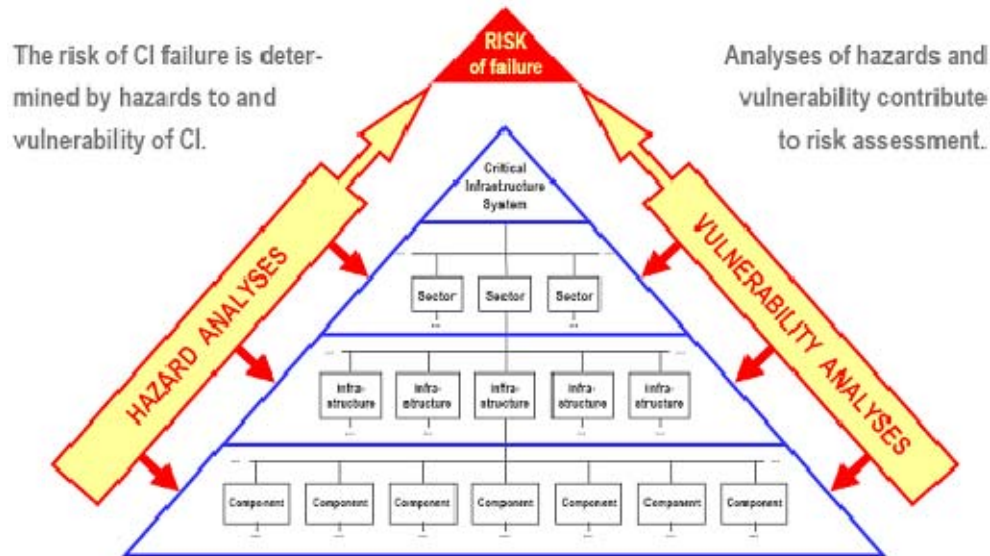 RISK
of failure
The risk of CI failure is deter-
mined by hazards to and
vulnerability of CI.
Analyses of hazards and
vulnerability contribute
to risk assessment.
Critical
Infrastructure
System
HAZARD ANALYSES
VULNERABILITY ANALYSES
Sector
Sector
Sector
infra-
structure
infra-
structure
infra-
structure
infra-
structure
infra-
structure
Component
Component
Component
Component
Component
Component
Component